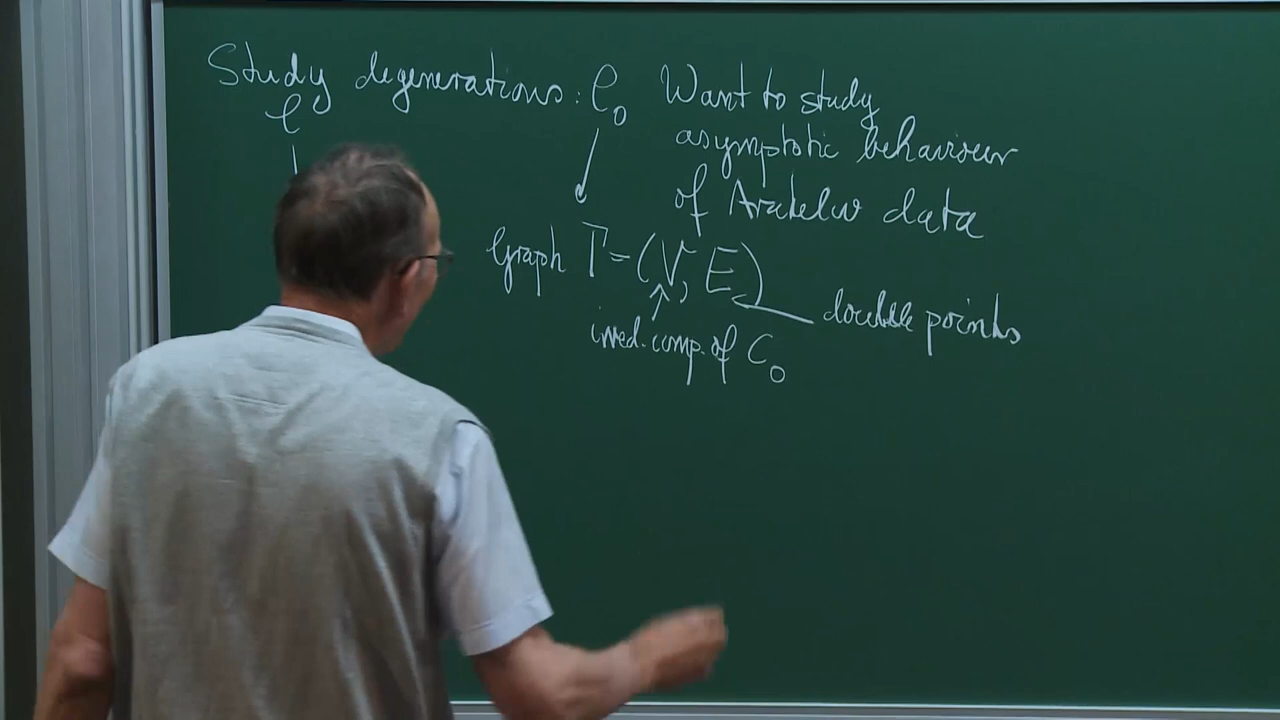 Study degenerations: C₀ Want to study
C
asymptotic behaviour
of Arakelov data
Graph Γ = (V, E)
double points
irred. comp. of C₀